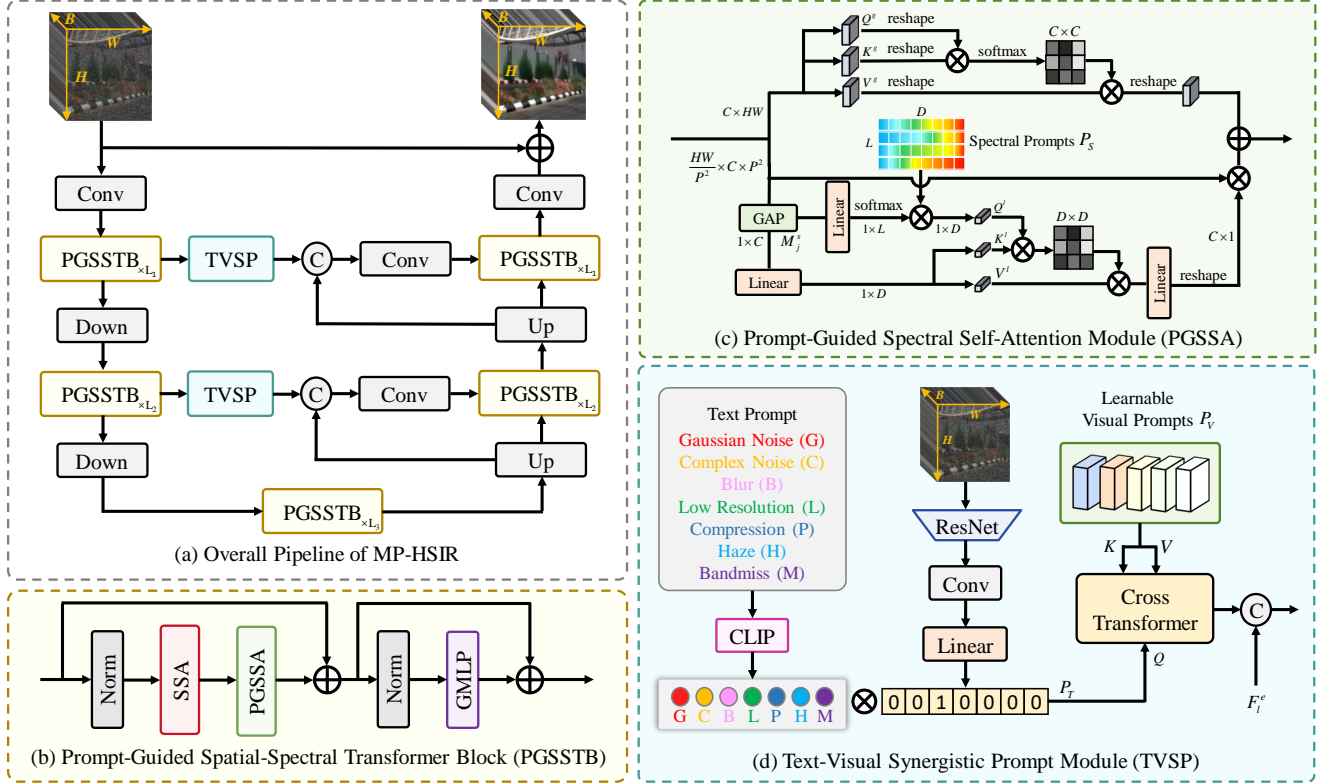 B
W
H
B
W
H
Conv
Conv
PGSSTB ×L₁
TVSP
C
Conv
PGSSTB ×L₁
Down
Up
PGSSTB ×L₂
TVSP
C
Conv
PGSSTB ×L₂
Down
Up
PGSSTB ×L₃
(a) Overall Pipeline of MP-HSIR
Norm
SSA
PGSSA
Norm
GMLP
(b) Prompt-Guided Spatial-Spectral Transformer Block (PGSSTB)
Q^g reshape
K^g reshape
V^g reshape
softmax
C×C
reshape
C×HW
D
L
Spectral Prompts P_S
HW/P² ×C×P²
GAP
1×C
M_j^s
Linear
softmax
1×L
1×D
Q^l
K^l
V^l
D×D
Linear
1×D
Linear
reshape
C×1
(c) Prompt-Guided Spectral Self-Attention Module (PGSSA)
Text Prompt
Gaussian Noise (G)
Complex Noise (C)
Blur (B)
Low Resolution (L)
Compression (P)
Haze (H)
Bandmiss (M)
CLIP
G C B L P H M
B
W
H
ResNet
Conv
Linear
0 0 1 0 0 0 0
P_T
Learnable
Visual Prompts P_V
K V
Cross
Transformer
Q
C
F_l^e
(d) Text-Visual Synergistic Prompt Module (TVSP)